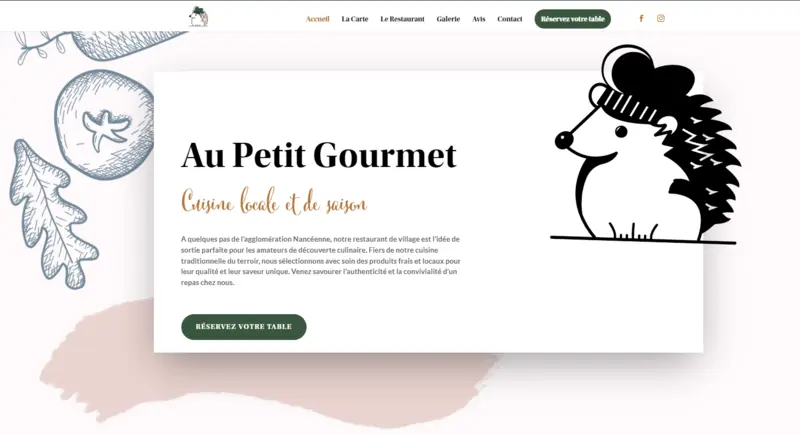 Accueil La Carte Le Restaurant Galerie Avis Contact Réservez votre table
Au Petit Gourmet
Cuisine locale et de saison
A quelques pas de l'agglomération Nancéenne, notre restaurant de village est l'idée de
sortie parfaite pour les amateurs de découverte culinaire. Fiers de notre cuisine
traditionnelle du terroir, nous sélectionnons avec soin des produits frais et locaux pour
leur qualité et leur saveur unique. Venez savourer l'authenticité et la convivialité d'un
repas chez nous.
RÉSERVEZ VOTRE TABLE